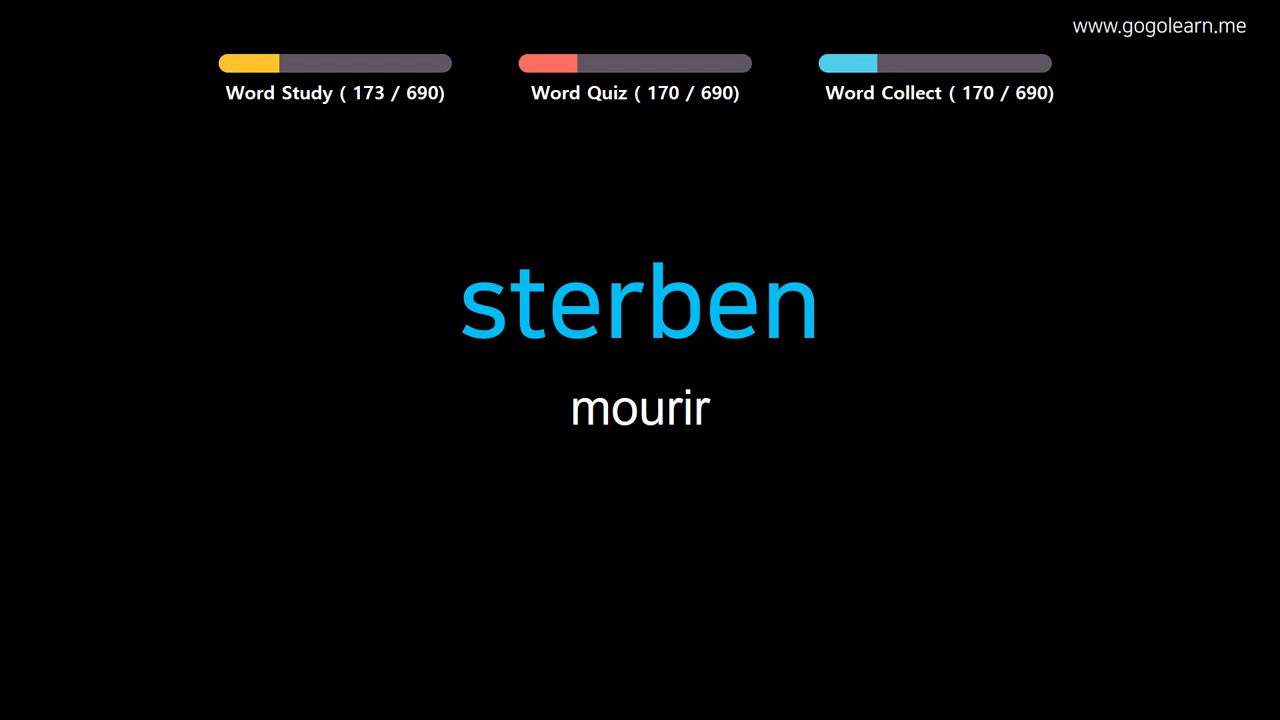 www.gogolearn.me
Word Study ( 173 / 690)
Word Quiz ( 170 / 690)
Word Collect ( 170 / 690)
sterben
mourir